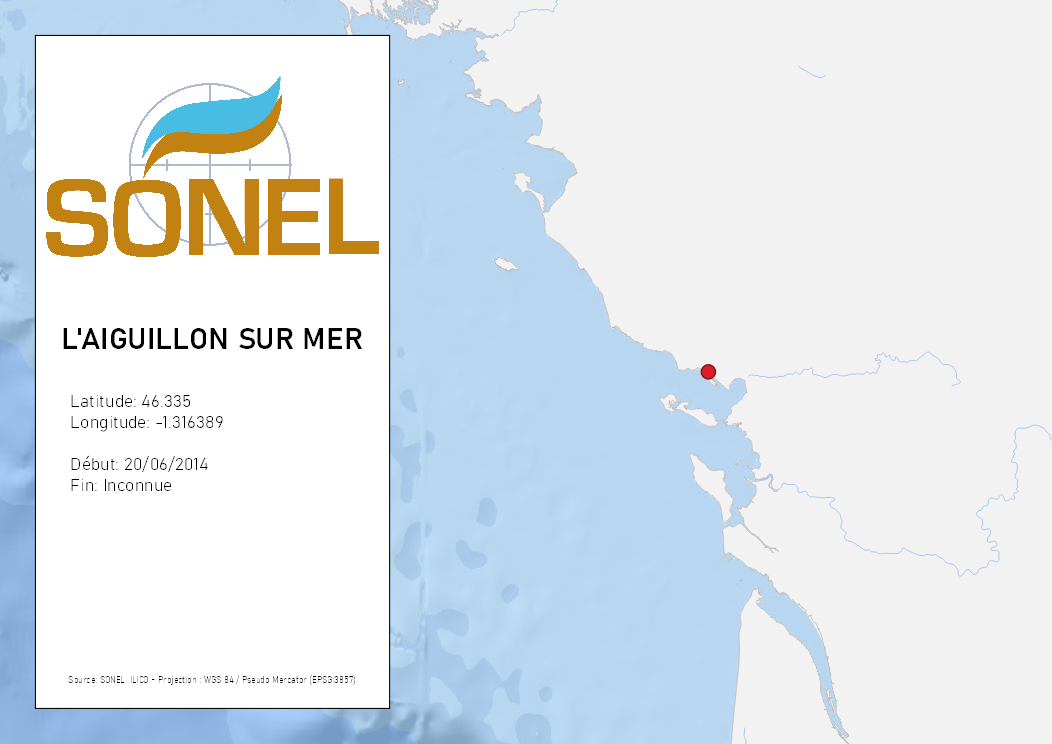 SONEL
L'AIGUILLON SUR MER
Latitude: 46.335
Longitude: -1.316389
Début: 20/06/2014
Fin: Inconnue
Source: SONEL, ILICO - Projection : WGS 84 / Pseudo Mercator (EPSG:3857)